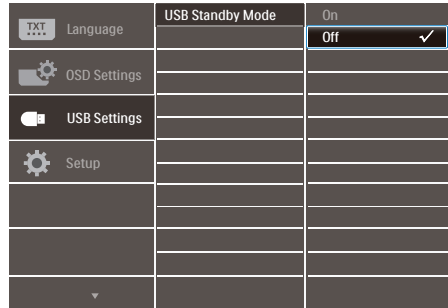 TXT
Language
USB Standby Mode
On
Off
OSD Settings
USB Settings
Setup